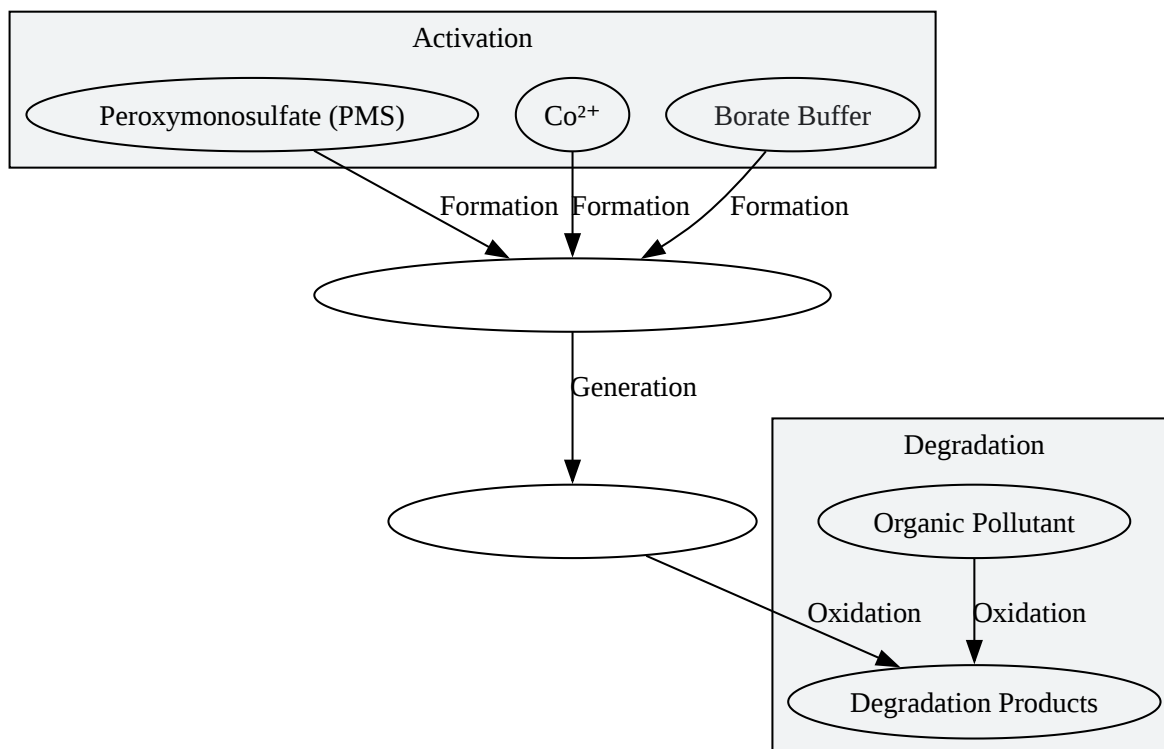 Activation
Peroxymonosulfate (PMS)
Co²⁺
Borate Buffer
Formation
Formation
Formation
Generation
Degradation
Organic Pollutant
Oxidation
Oxidation
Degradation Products